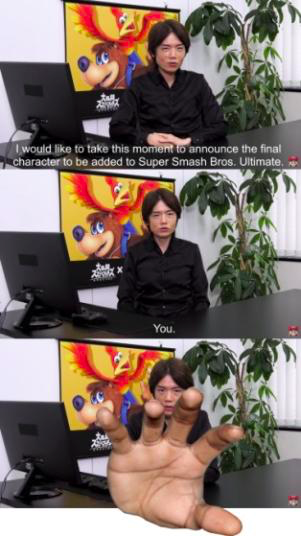 I would like to take this moment to announce the final
character to be added to Super Smash Bros. Ultimate.
You.